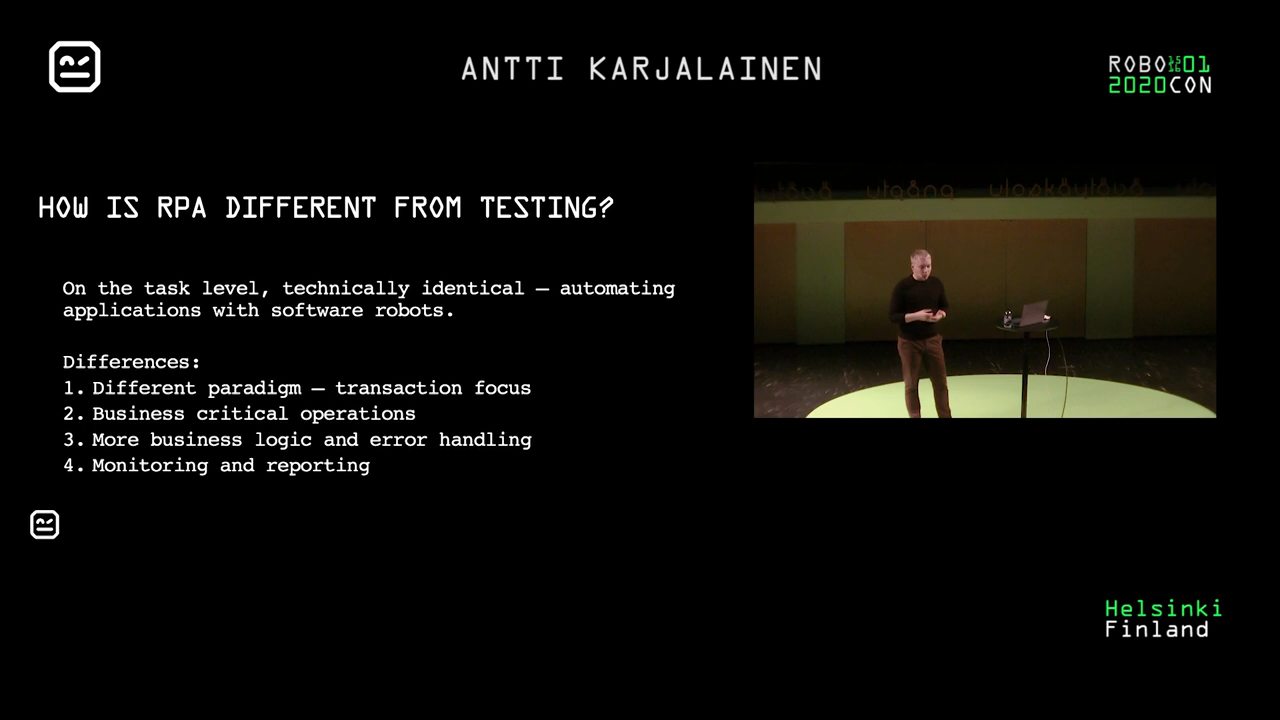 ANTTI KARJALAINEN
ROBO 01
2020CON
HOW IS RPA DIFFERENT FROM TESTING?
On the task level, technically identical — automating
applications with software robots.
Differences:
1. Different paradigm — transaction focus
2. Business critical operations
3. More business logic and error handling
4. Monitoring and reporting
Helsinki
Finland